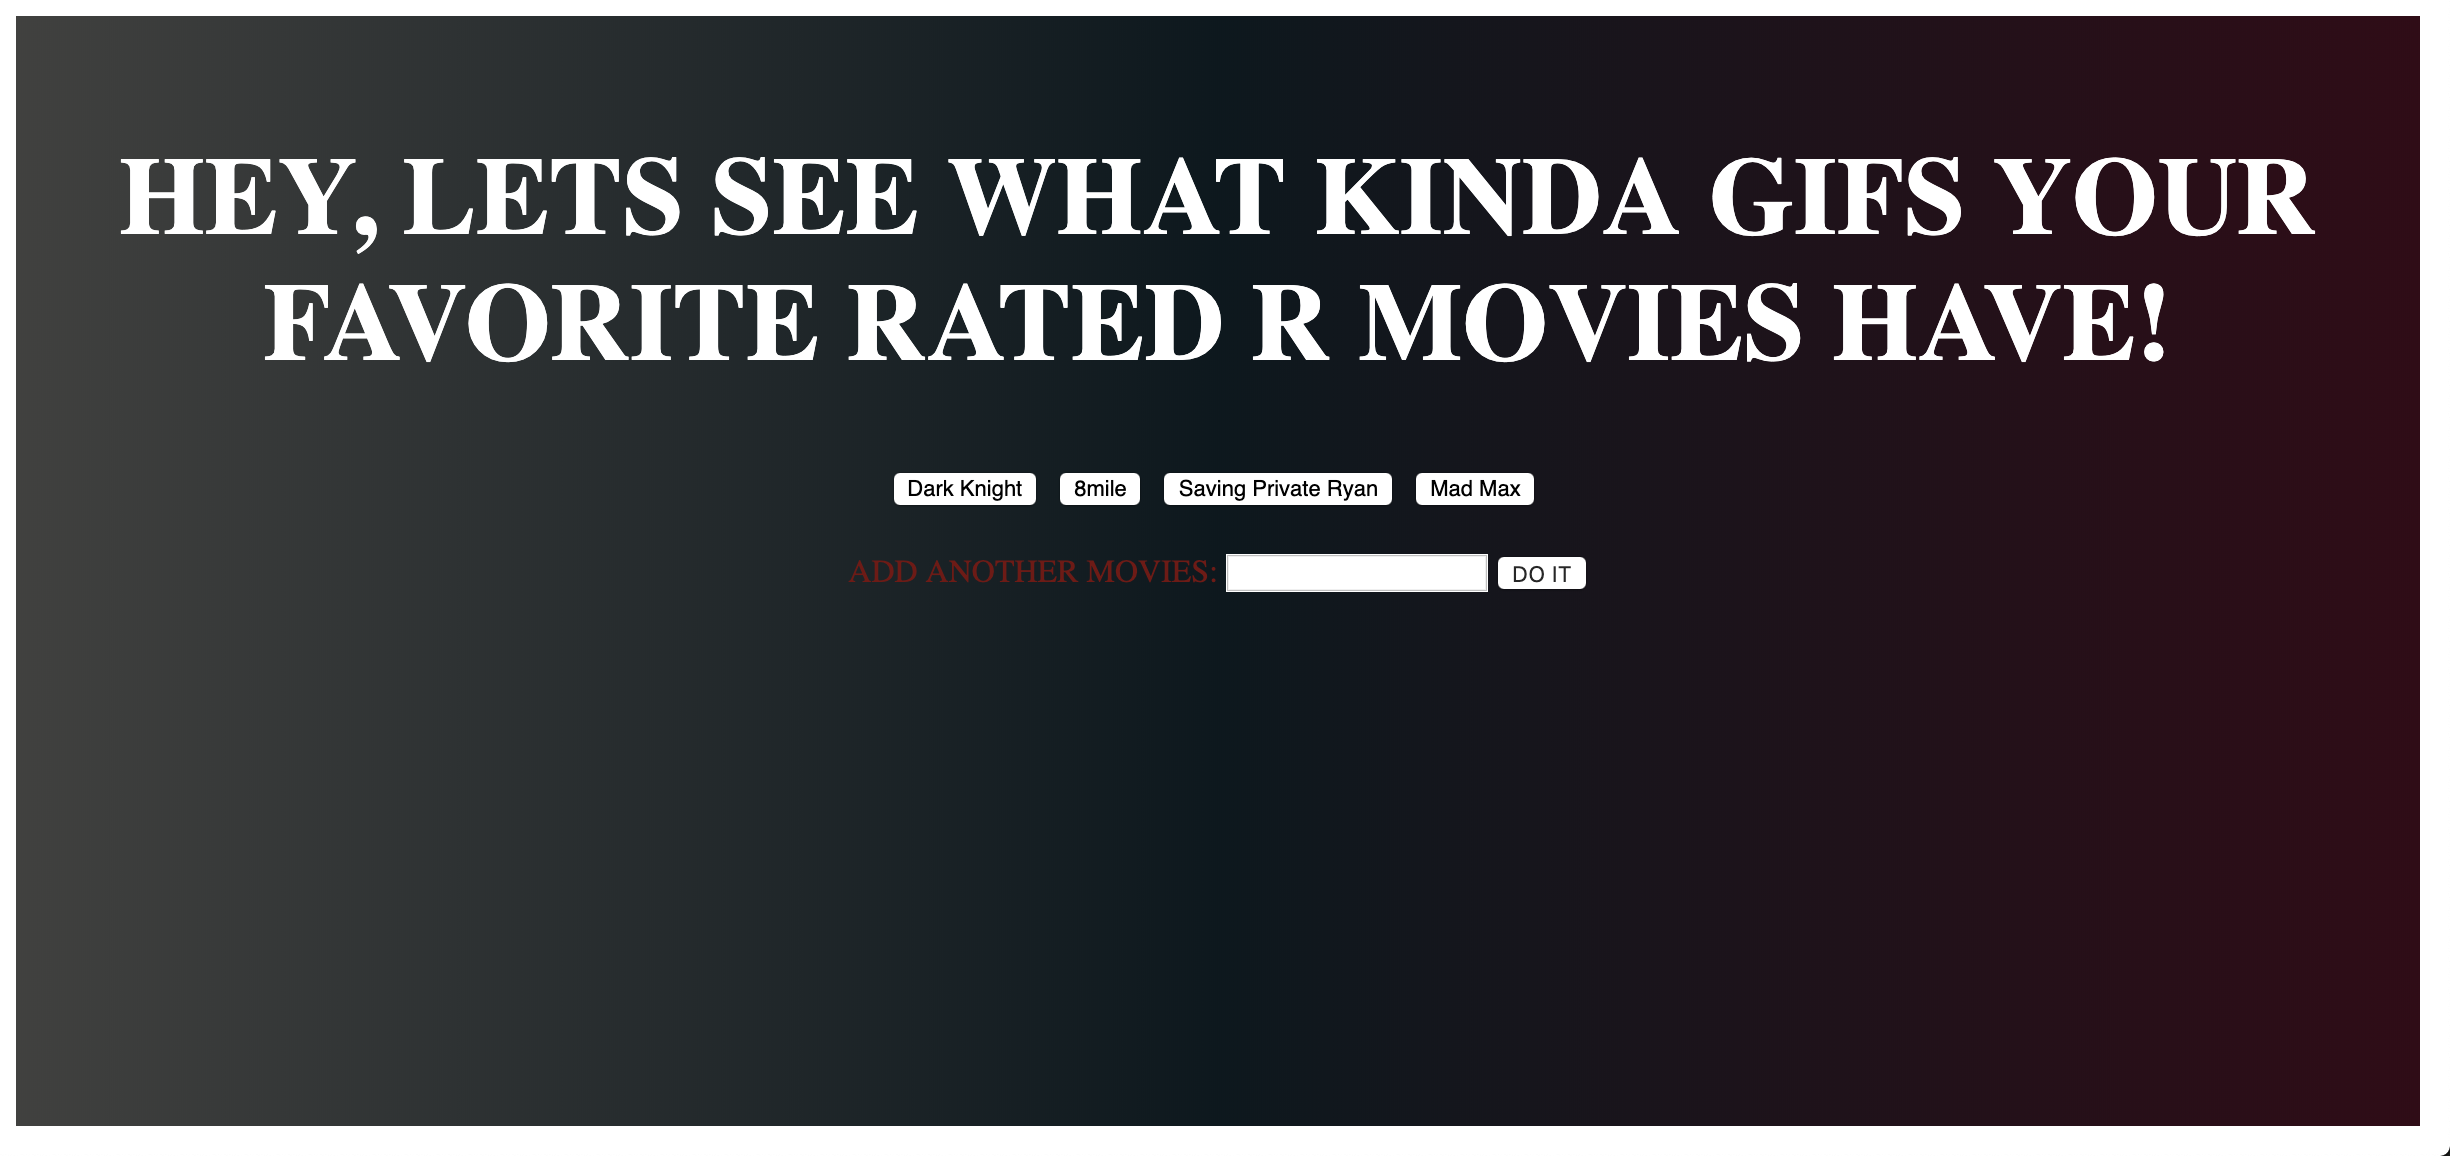 HEY, LETS SEE WHAT KINDA GIFS YOUR
FAVORITE RATED R MOVIES HAVE!
Dark Knight 8mile Saving Private Ryan Mad Max
ADD ANOTHER MOVIES: DO IT